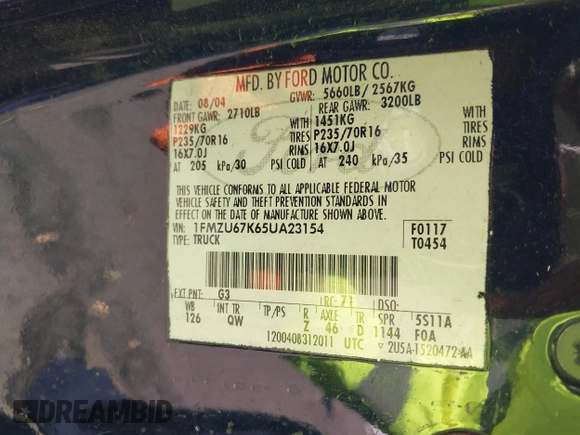 MFD. BY FORD MOTOR CO.
DATE: 08/04 GVWR: 5660LB / 2567KG
FRONT GAWR: 2710LB REAR GAWR: 3200LB
1229KG WITH 1451KG WITH
P235/70R16 TIRES P235/70R16 TIRES
16X7.0J RIMS 16X7.0J RIMS
AT 205 kPa/30 PSI COLD AT 240 kPa/35 PSI COLD
Ford
THIS VEHICLE CONFORMS TO ALL APPLICABLE FEDERAL MOTOR
VEHICLE SAFETY AND THEFT PREVENTION STANDARDS IN
EFFECT ON THE DATE OF MANUFACTURE SHOWN ABOVE.
VIN: 1FMZU67K65UA23154 F0117
TYPE: TRUCK T0454
EXT PNT: G3 RC: 71 DSO:
WB INT TR TP/PS R AXLE TR SPR 5S11A
126 QW Z 46 D 1144 FOA
1200408312011 UTC ▽ 2U5A-1520472-AA
DREAMBID